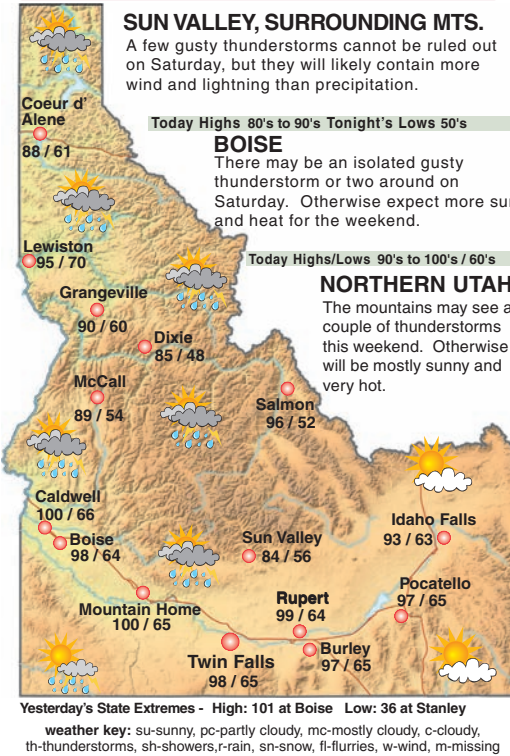 SUN VALLEY, SURROUNDING MTS.
A few gusty thunderstorms cannot be ruled out
on Saturday, but they will likely contain more
wind and lightning than precipitation.
Today Highs 80's to 90's Tonight's Lows 50's
BOISE
There may be an isolated gusty
thunderstorm or two around on
Saturday. Otherwise expect more sun
and heat for the weekend.
Today Highs/Lows 90's to 100's / 60's
NORTHERN UTAH
The mountains may see a
couple of thunderstorms
this weekend. Otherwise
will be mostly sunny and
very hot.
Coeur d'
Alene
88 / 61
Lewiston
95 / 70
Grangeville
90 / 60
Dixie
85 / 48
McCall
89 / 54
Salmon
96 / 52
Caldwell
100 / 66
Boise
98 / 64
Sun Valley
84 / 56
Idaho Falls
93 / 63
Mountain Home
100 / 65
Rupert
99 / 64
Pocatello
97 / 65
Twin Falls
98 / 65
Burley
97 / 65
Yesterday's State Extremes - High: 101 at Boise Low: 36 at Stanley
weather key: su-sunny, pc-partly cloudy, mc-mostly cloudy, c-cloudy,
th-thunderstorms, sh-showers,r-rain, sn-snow, fl-flurries, w-wind, m-missing